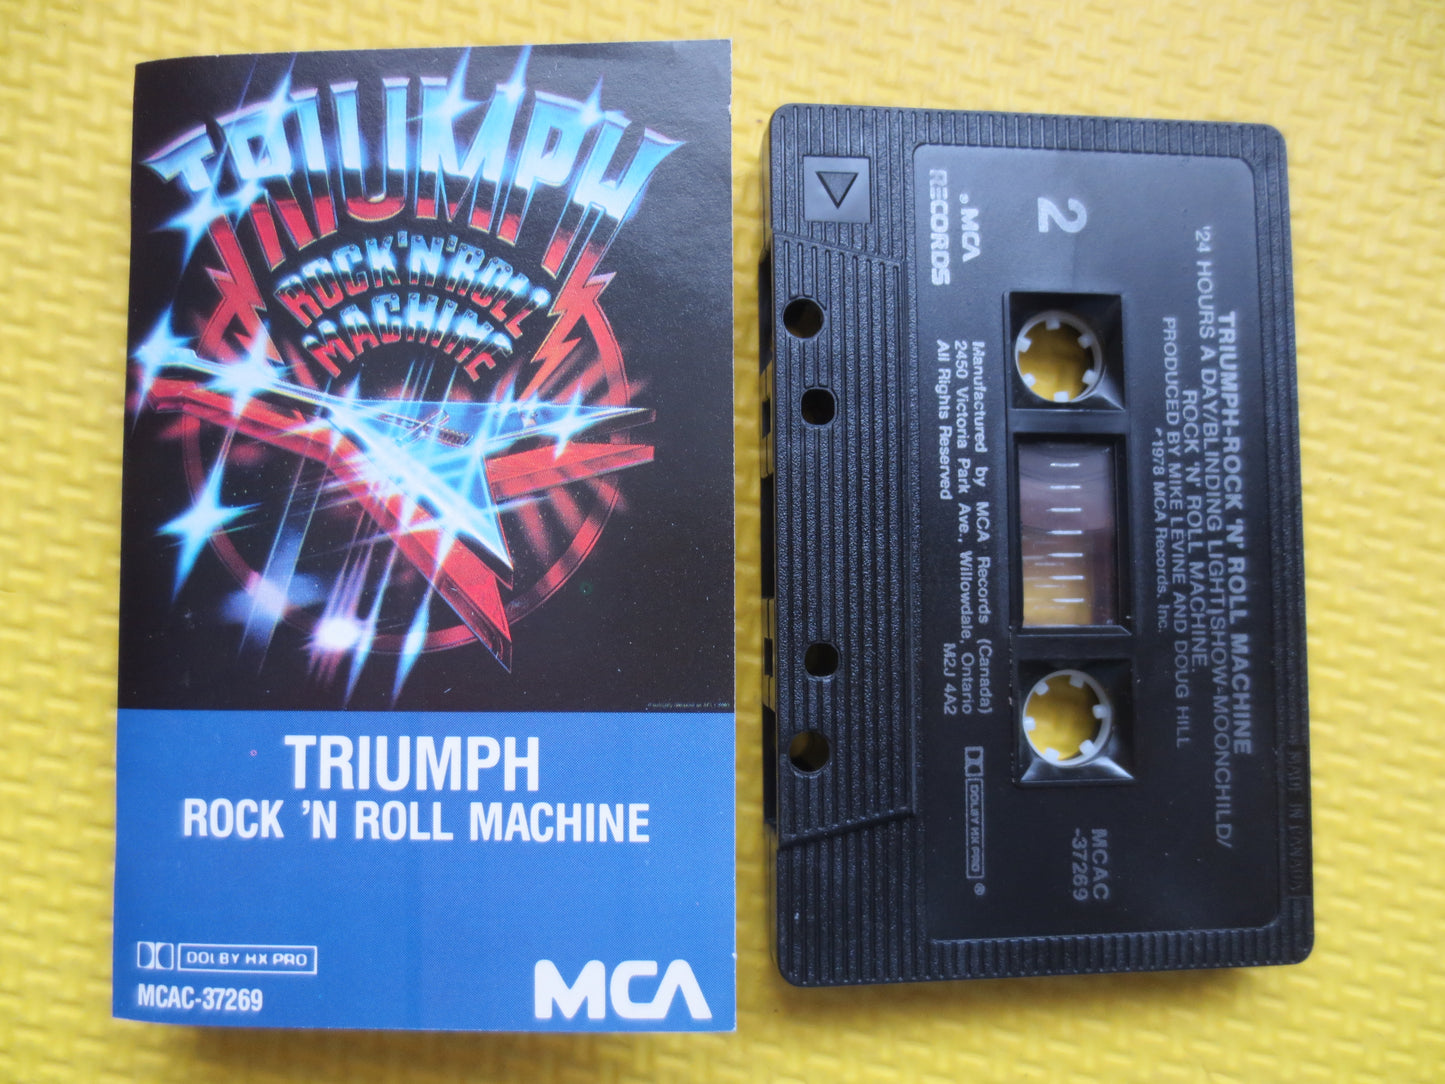 TRIUMPH
ROCK 'N' ROLL
MACHINE
TRIUMPH
ROCK 'N ROLL MACHINE
DOLBY HX PRO
MCAC-37269
MCA
2
® MCA
RECORDS
TRIUMPH-ROCK 'N' ROLL MACHINE
'24 HOURS A DAY/BLINDING LIGHTSHOW-MOONCHILD/
ROCK 'N' ROLL MACHINE.
PRODUCED BY MIKE LEVINE AND DOUG HILL
1978 MCA Records, Inc.
Manufactured by MCA Records (Canada)
2450 Victoria Park Ave., Willowdale, Ontario
All Rights Reserved M2J 4A2
DOLBY HX PRO ®
MCAC
-37269
MADE IN CANADA